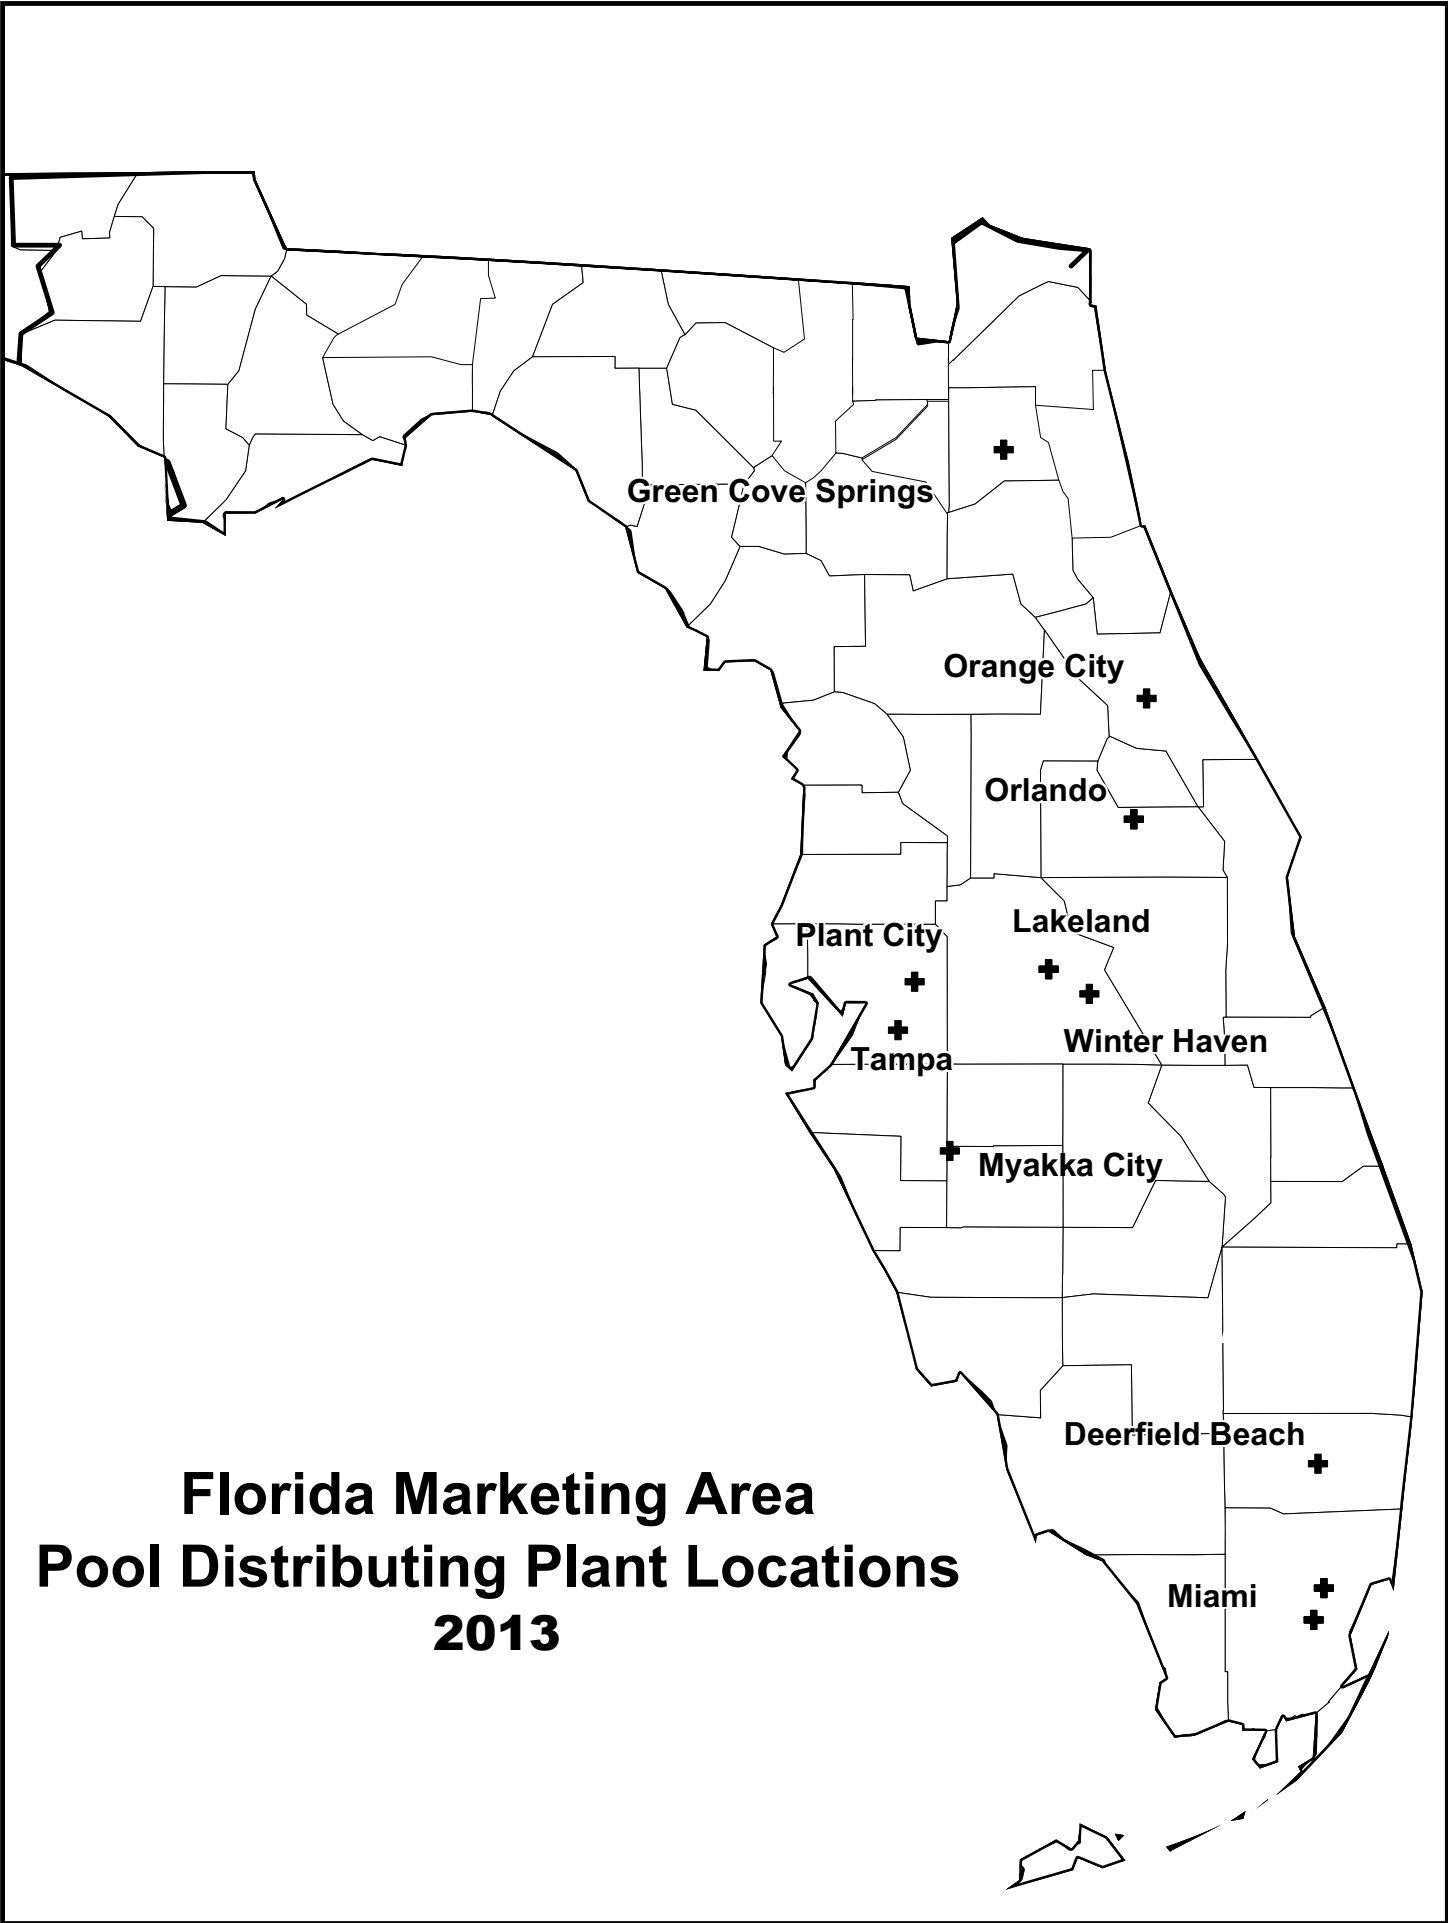 Green Cove Springs
Orange City
Orlando
Lakeland
Plant City
Winter Haven
Tampa
Myakka City
Deerfield Beach
Florida Marketing Area
Pool Distributing Plant Locations
2013
Miami